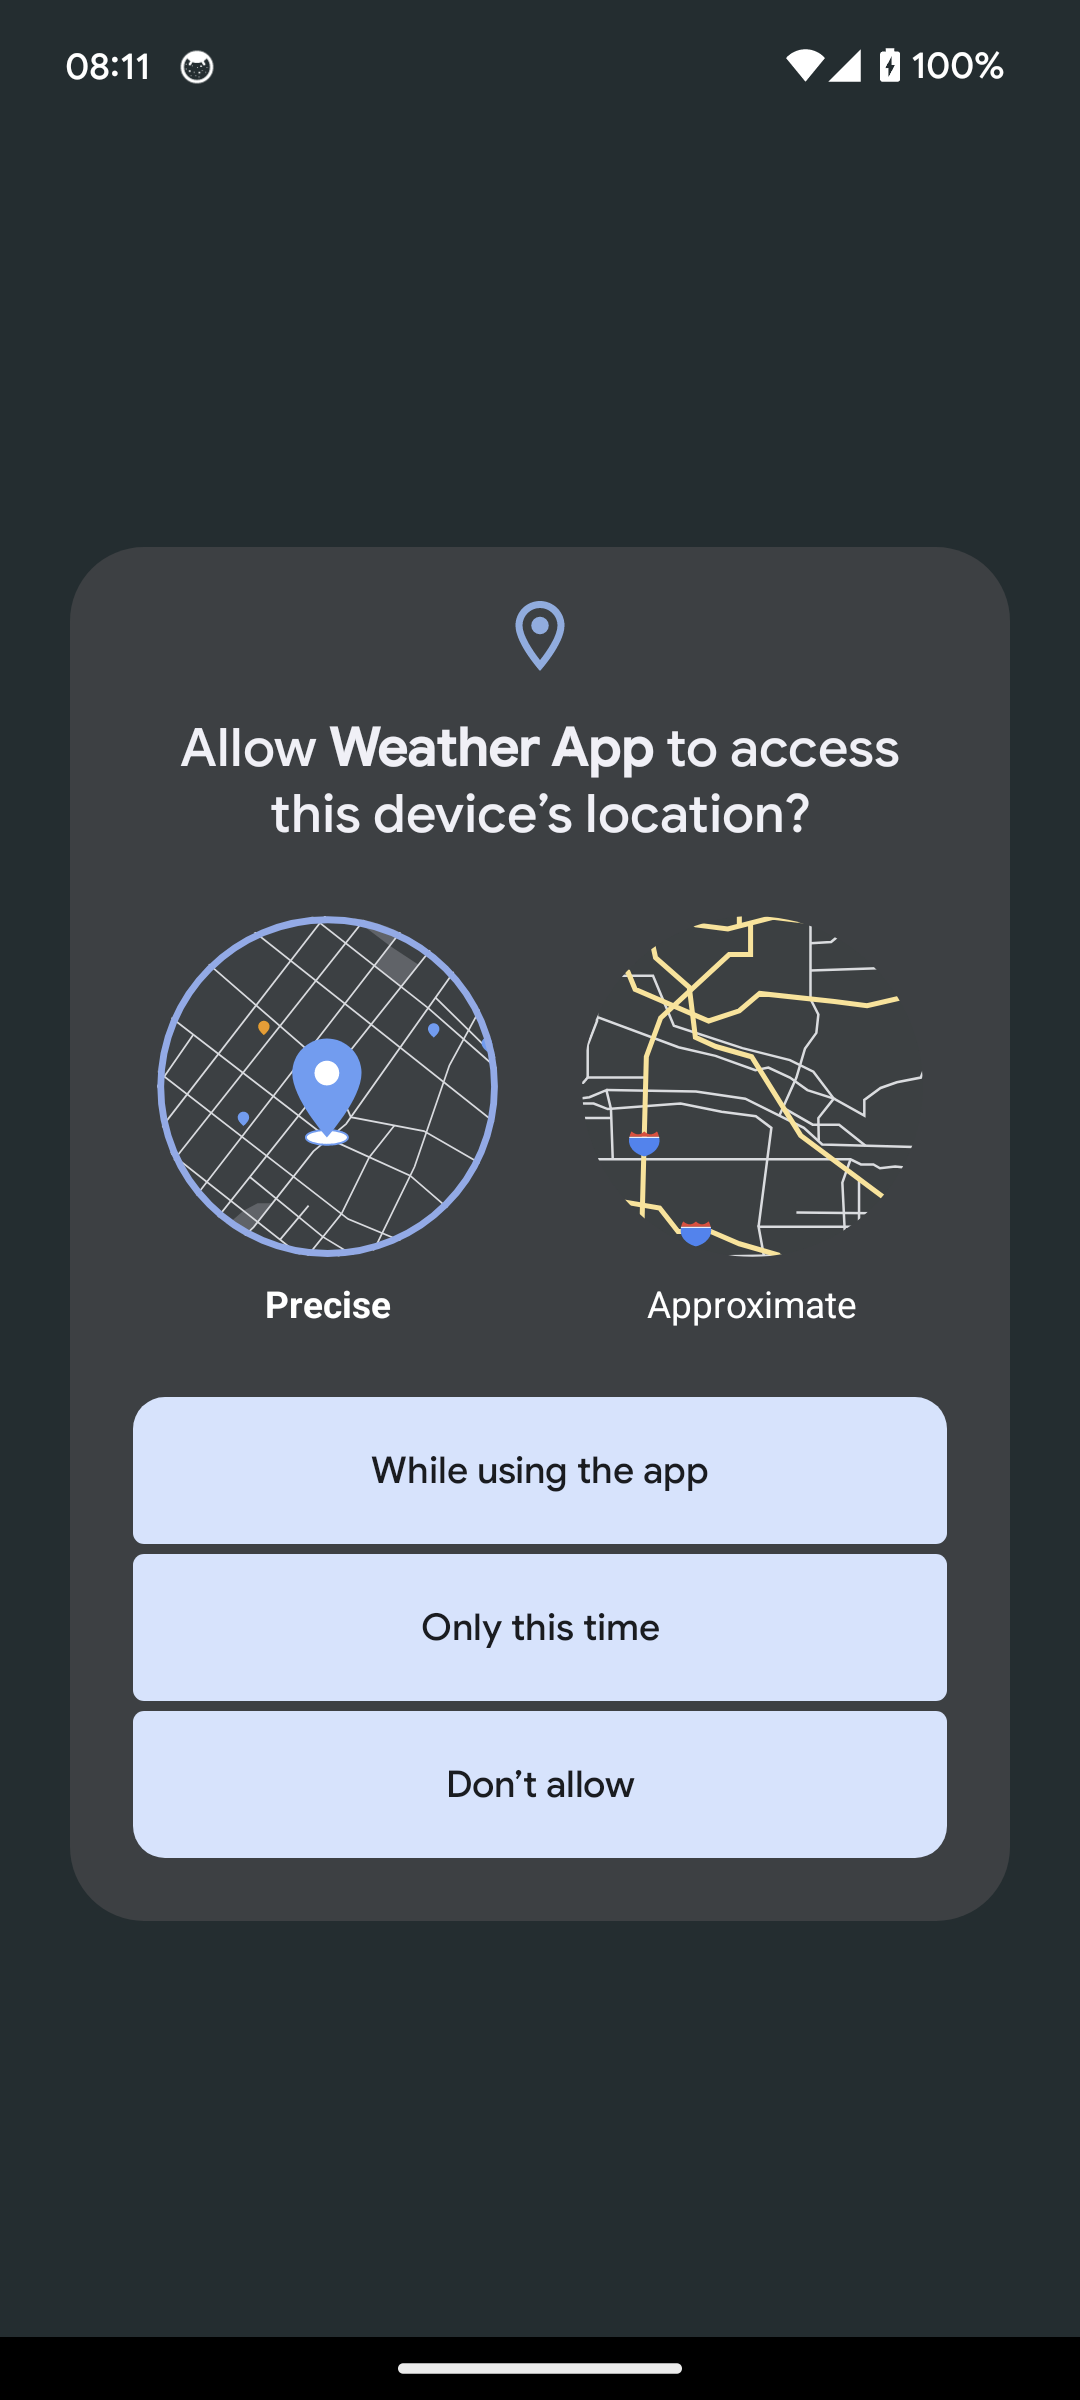 08:11 100%
Allow Weather App to access
this device’s location?
Precise Approximate
While using the app
Only this time
Don’t allow